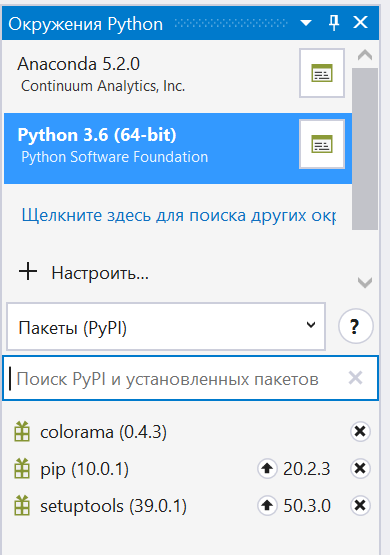 Окружения Python
Anaconda 5.2.0
Continuum Analytics, Inc.
Python 3.6 (64-bit)
Python Software Foundation
Щелкните здесь для поиска других окр
Настроить...
Пакеты (PyPI)
?
Поиск PyPI и установленных пакетов
colorama (0.4.3)
pip (10.0.1) 20.2.3
setuptools (39.0.1) 50.3.0